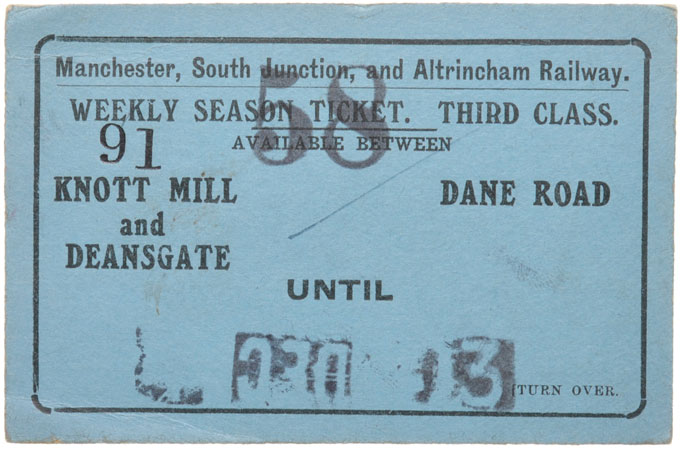 Manchester, South Junction, and Altrincham Railway.
58
WEEKLY SEASON TICKET. THIRD CLASS.
AVAILABLE BETWEEN
91
KNOTT MILL DANE ROAD
and
DEANSGATE
UNTIL
TURN OVER.